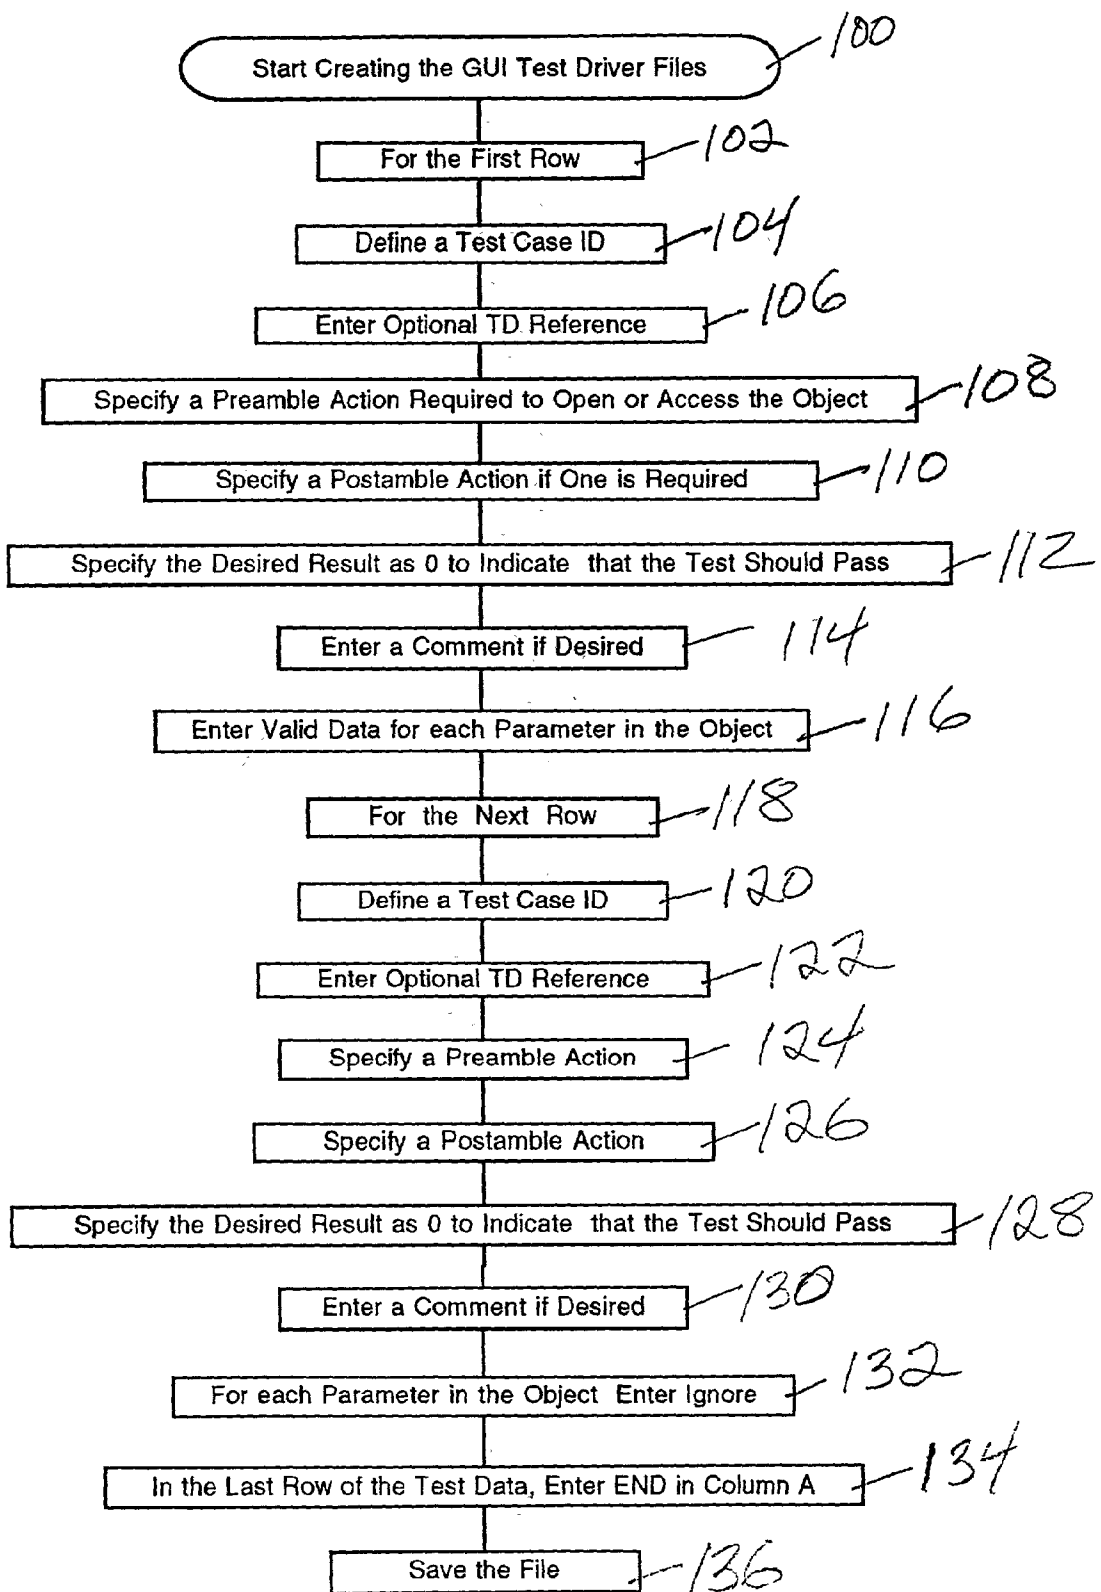 Start Creating the GUI Test Driver Files 100
For the First Row 102
Define a Test Case ID 104
Enter Optional TD Reference 106
Specify a Preamble Action Required to Open or Access the Object 108
Specify a Postamble Action if One is Required 110
Specify the Desired Result as 0 to Indicate that the Test Should Pass 112
Enter a Comment if Desired 114
Enter Valid Data for each Parameter in the Object 116
For the Next Row 118
Define a Test Case ID 120
Enter Optional TD Reference 122
Specify a Preamble Action 124
Specify a Postamble Action 126
Specify the Desired Result as 0 to Indicate that the Test Should Pass 128
Enter a Comment if Desired 130
For each Parameter in the Object Enter Ignore 132
In the Last Row of the Test Data, Enter END in Column A 134
Save the File 136